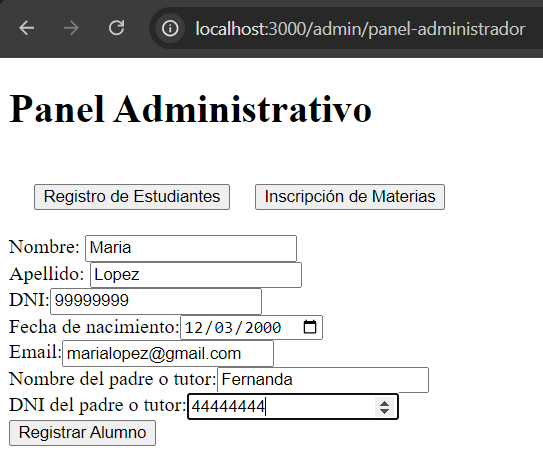 localhost:3000/admin/panel-administrador
Panel Administrativo
Registro de Estudiantes Inscripción de Materias
Nombre: Maria
Apellido: Lopez
DNI: 99999999
Fecha de nacimiento: 12/03/2000
Email: marialopez@gmail.com
Nombre del padre o tutor: Fernanda
DNI del padre o tutor: 44444444
Registrar Alumno